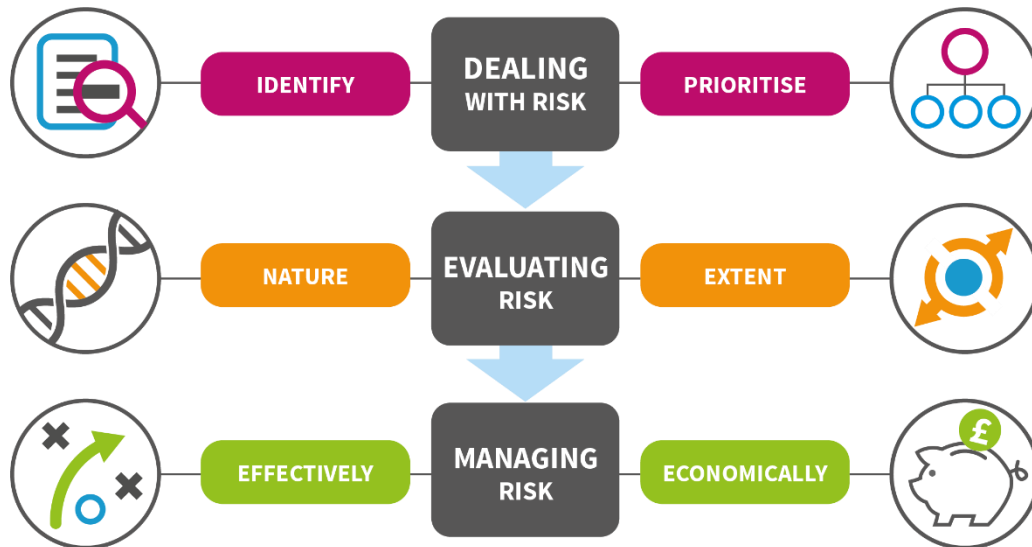 IDENTIFY
DEALING
WITH RISK
PRIORITISE
NATURE
EVALUATING
RISK
EXTENT
EFFECTIVELY
MANAGING
RISK
ECONOMICALLY
£